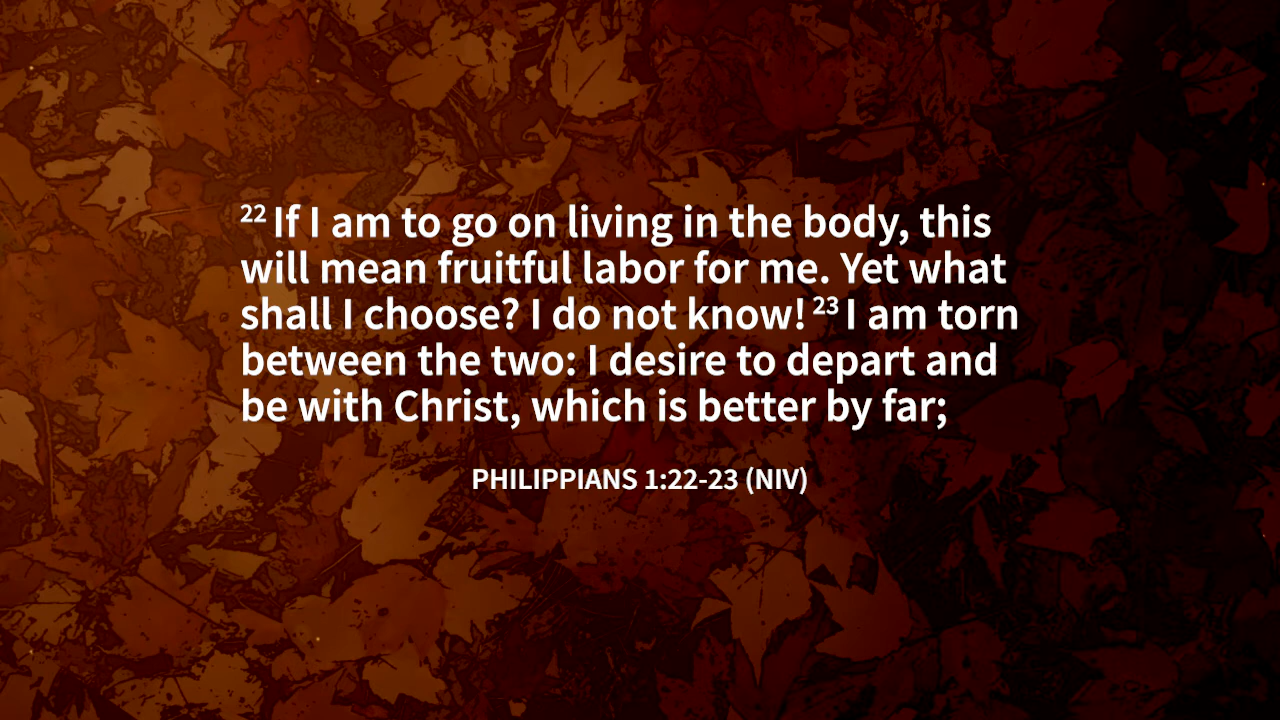 22 If I am to go on living in the body, this
will mean fruitful labor for me. Yet what
shall I choose? I do not know! 23 I am torn
between the two: I desire to depart and
be with Christ, which is better by far;
PHILIPPIANS 1:22-23 (NIV)